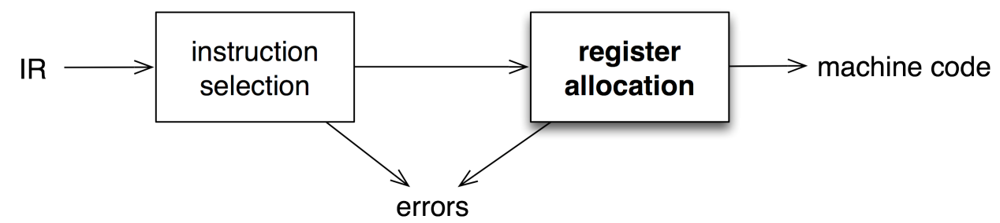 IR
instruction
selection
register
allocation
machine code
errors